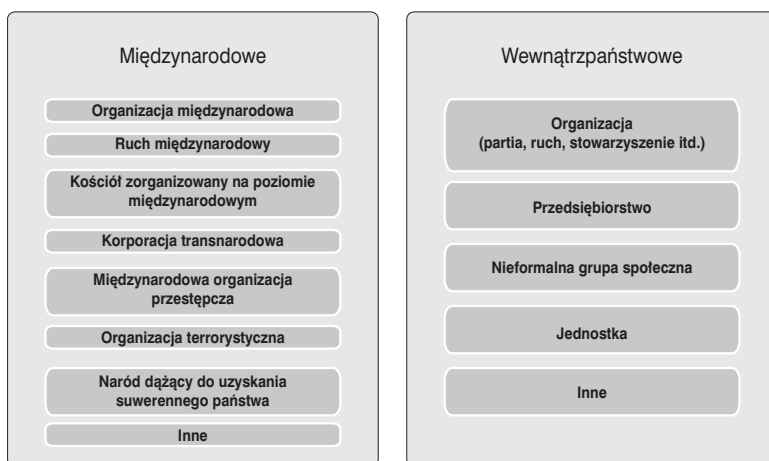 Międzynarodowe
Organizacja międzynarodowa
Ruch międzynarodowy
Kościół zorganizowany na poziomie
międzynarodowym
Korporacja transnarodowa
Międzynarodowa organizacja
przestępcza
Organizacja terrorystyczna
Naród dążący do uzyskania
suwerennego państwa
Inne
Wewnątrzpaństwowe
Organizacja
(partia, ruch, stowarzyszenie itd.)
Przedsiębiorstwo
Nieformalna grupa społeczna
Jednostka
Inne